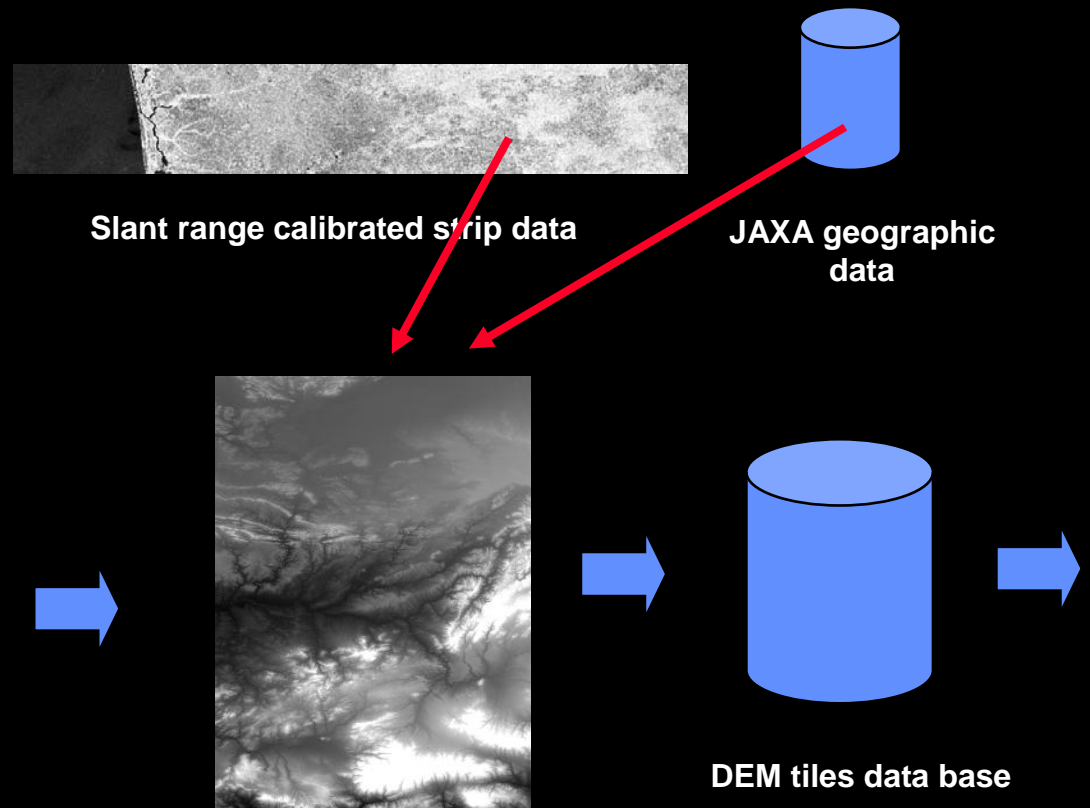 Slant range calibrated strip data
JAXA geographic
data
DEM tiles data base